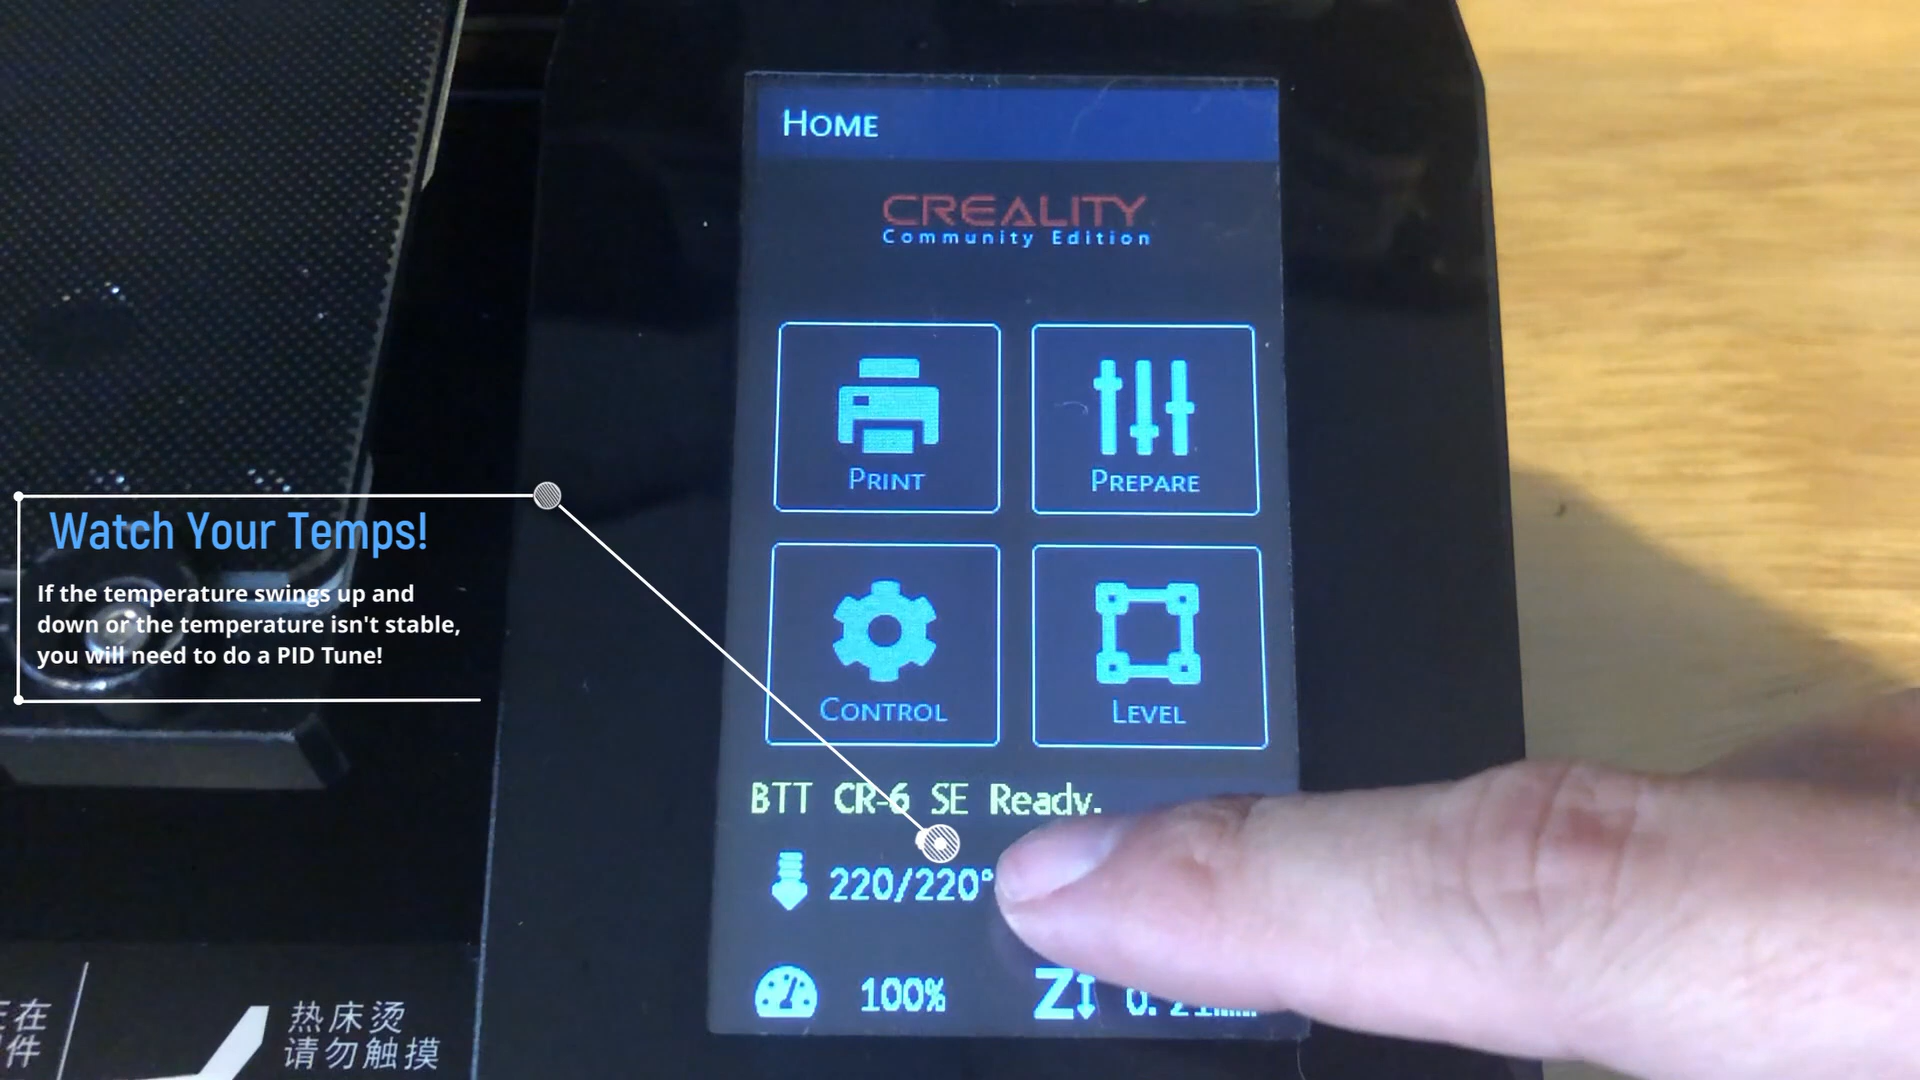 HOME
CREALITY
Community Edition
PRINT
PREPARE
CONTROL
LEVEL
BTT CR-6 SE Ready.
220/220°
100%
Z
Watch Your Temps!
If the temperature swings up and
down or the temperature isn't stable,
you will need to do a PID Tune!
在
件
热床烫
请勿触摸